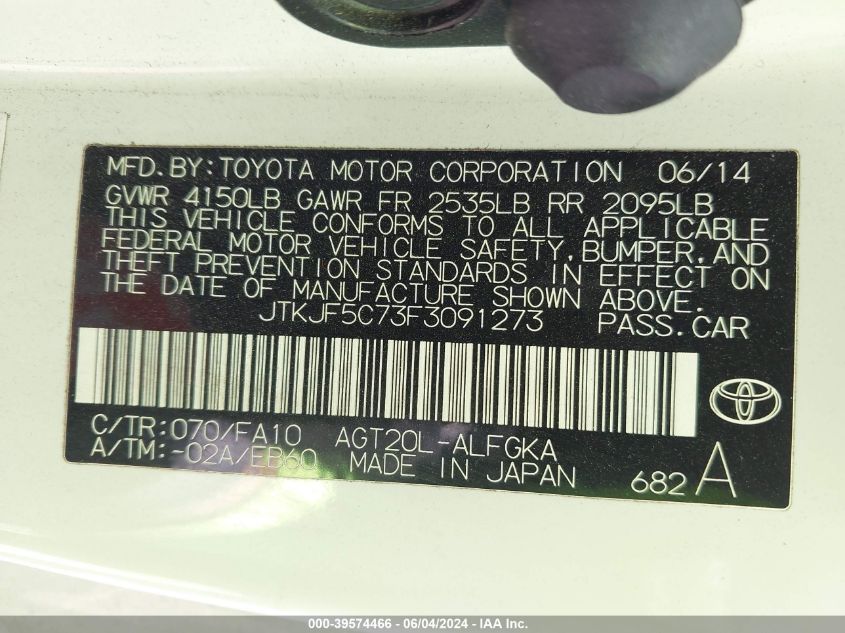 MFD.BY:TOYOTA MOTOR CORPORATION 06/14
GVWR 4150LB GAWR FR 2535LB RR 2095LB
THIS VEHICLE CONFORMS TO ALL APPLICABLE
FEDERAL MOTOR VEHICLE SAFETY,BUMPER,AND
THEFT PREVENTION STANDARDS IN EFFECT ON
THE DATE OF MANUFACTURE SHOWN ABOVE.
JTKJF5C73F3091273 PASS.CAR
C/TR:070/FA10 AGT20L-ALFGKA
A/TM:-02A/EB60 MADE IN JAPAN 682 A
000-39574466 - 06/04/2024 - IAA Inc.